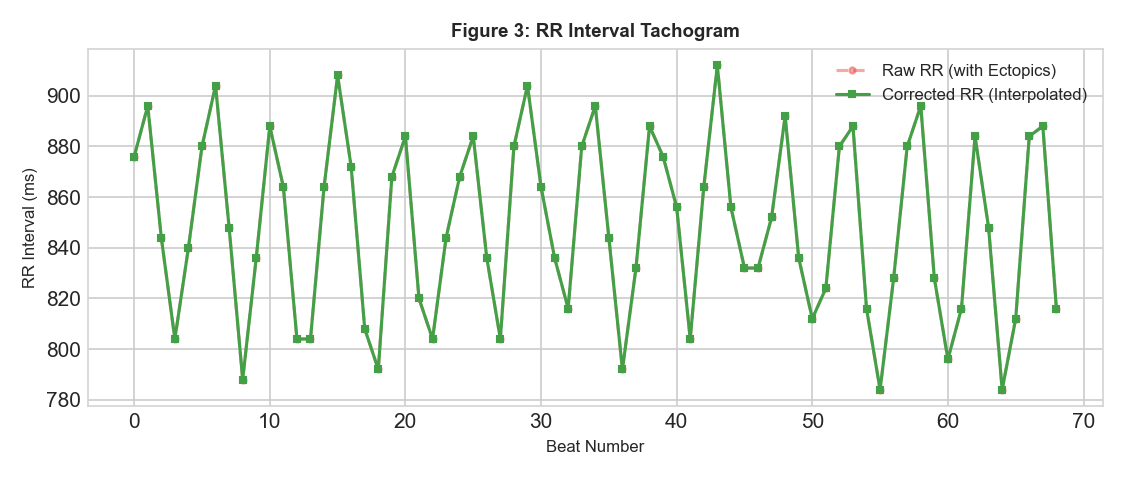 Figure 3: RR Interval Tachogram
Raw RR (with Ectopics)
Corrected RR (Interpolated)
RR Interval (ms)
900
880
860
840
820
800
780
0 10 20 30 40 50 60 70
Beat Number